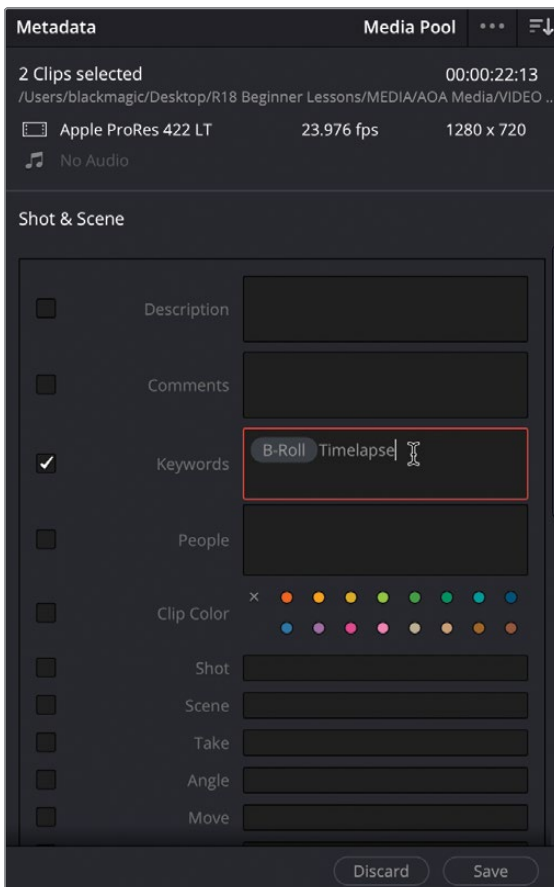 Metadata Media Pool •••
2 Clips selected 00:00:22:13
/Users/blackmagic/Desktop/R18 Beginner Lessons/MEDIA/AOA Media/VIDEO ..
Apple ProRes 422 LT 23.976 fps 1280 x 720
No Audio
Shot & Scene
Description
Comments
Keywords B-Roll Timelapse
People
Clip Color
Shot
Scene
Take
Angle
Move
Discard Save